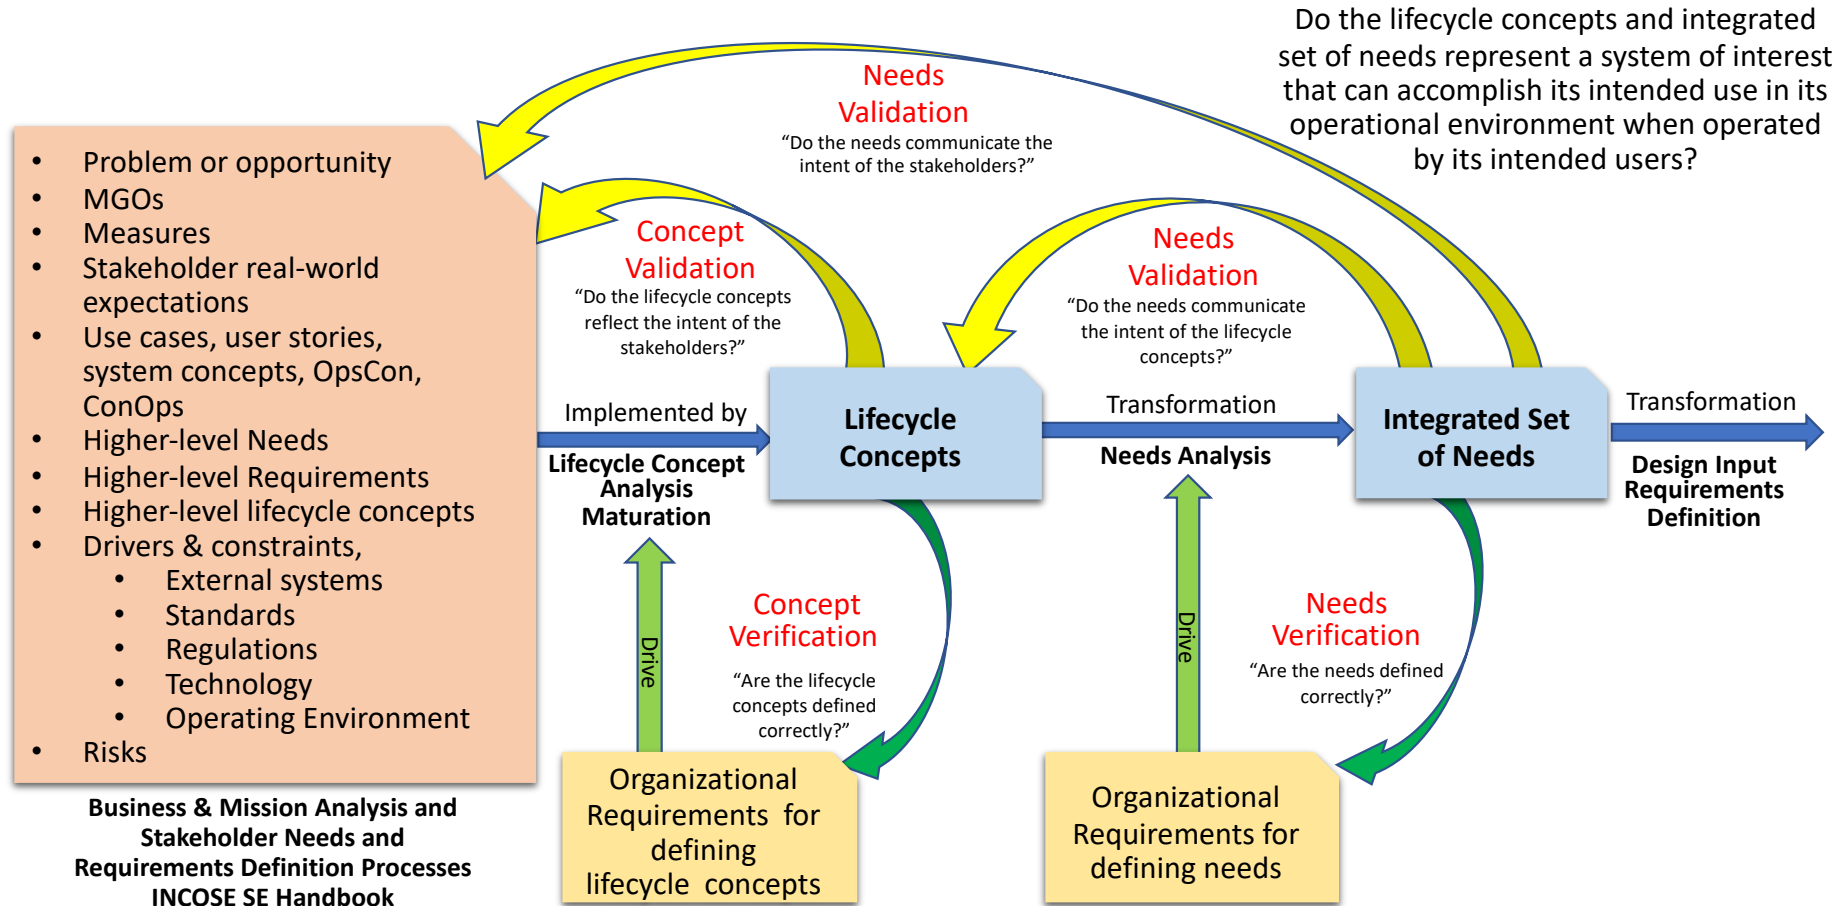 Do the lifecycle concepts and integrated
set of needs represent a system of interest
that can accomplish its intended use in its
operational environment when operated
by its intended users?
Needs
Validation
“Do the needs communicate the
intent of the stakeholders?”
• Problem or opportunity
• MGOs
• Measures
• Stakeholder real-world
expectations
• Use cases, user stories,
system concepts, OpsCon,
ConOps
• Higher-level Needs
• Higher-level Requirements
• Higher-level lifecycle concepts
• Drivers & constraints,
• External systems
• Standards
• Regulations
• Technology
• Operating Environment
• Risks
Business & Mission Analysis and
Stakeholder Needs and
Requirements Definition Processes
INCOSE SE Handbook
Concept
Validation
“Do the lifecycle concepts
reflect the intent of the
stakeholders?”
Needs
Validation
“Do the needs communicate
the intent of the lifecycle
concepts?”
Implemented by
Lifecycle Concept
Analysis
Maturation
Lifecycle
Concepts
Transformation
Needs Analysis
Integrated Set
of Needs
Transformation
Design Input
Requirements
Definition
Drive
Concept
Verification
“Are the lifecycle
concepts defined
correctly?”
Drive
Needs
Verification
“Are the needs defined
correctly?”
Organizational
Requirements for
defining
lifecycle concepts
Organizational
Requirements for
defining needs